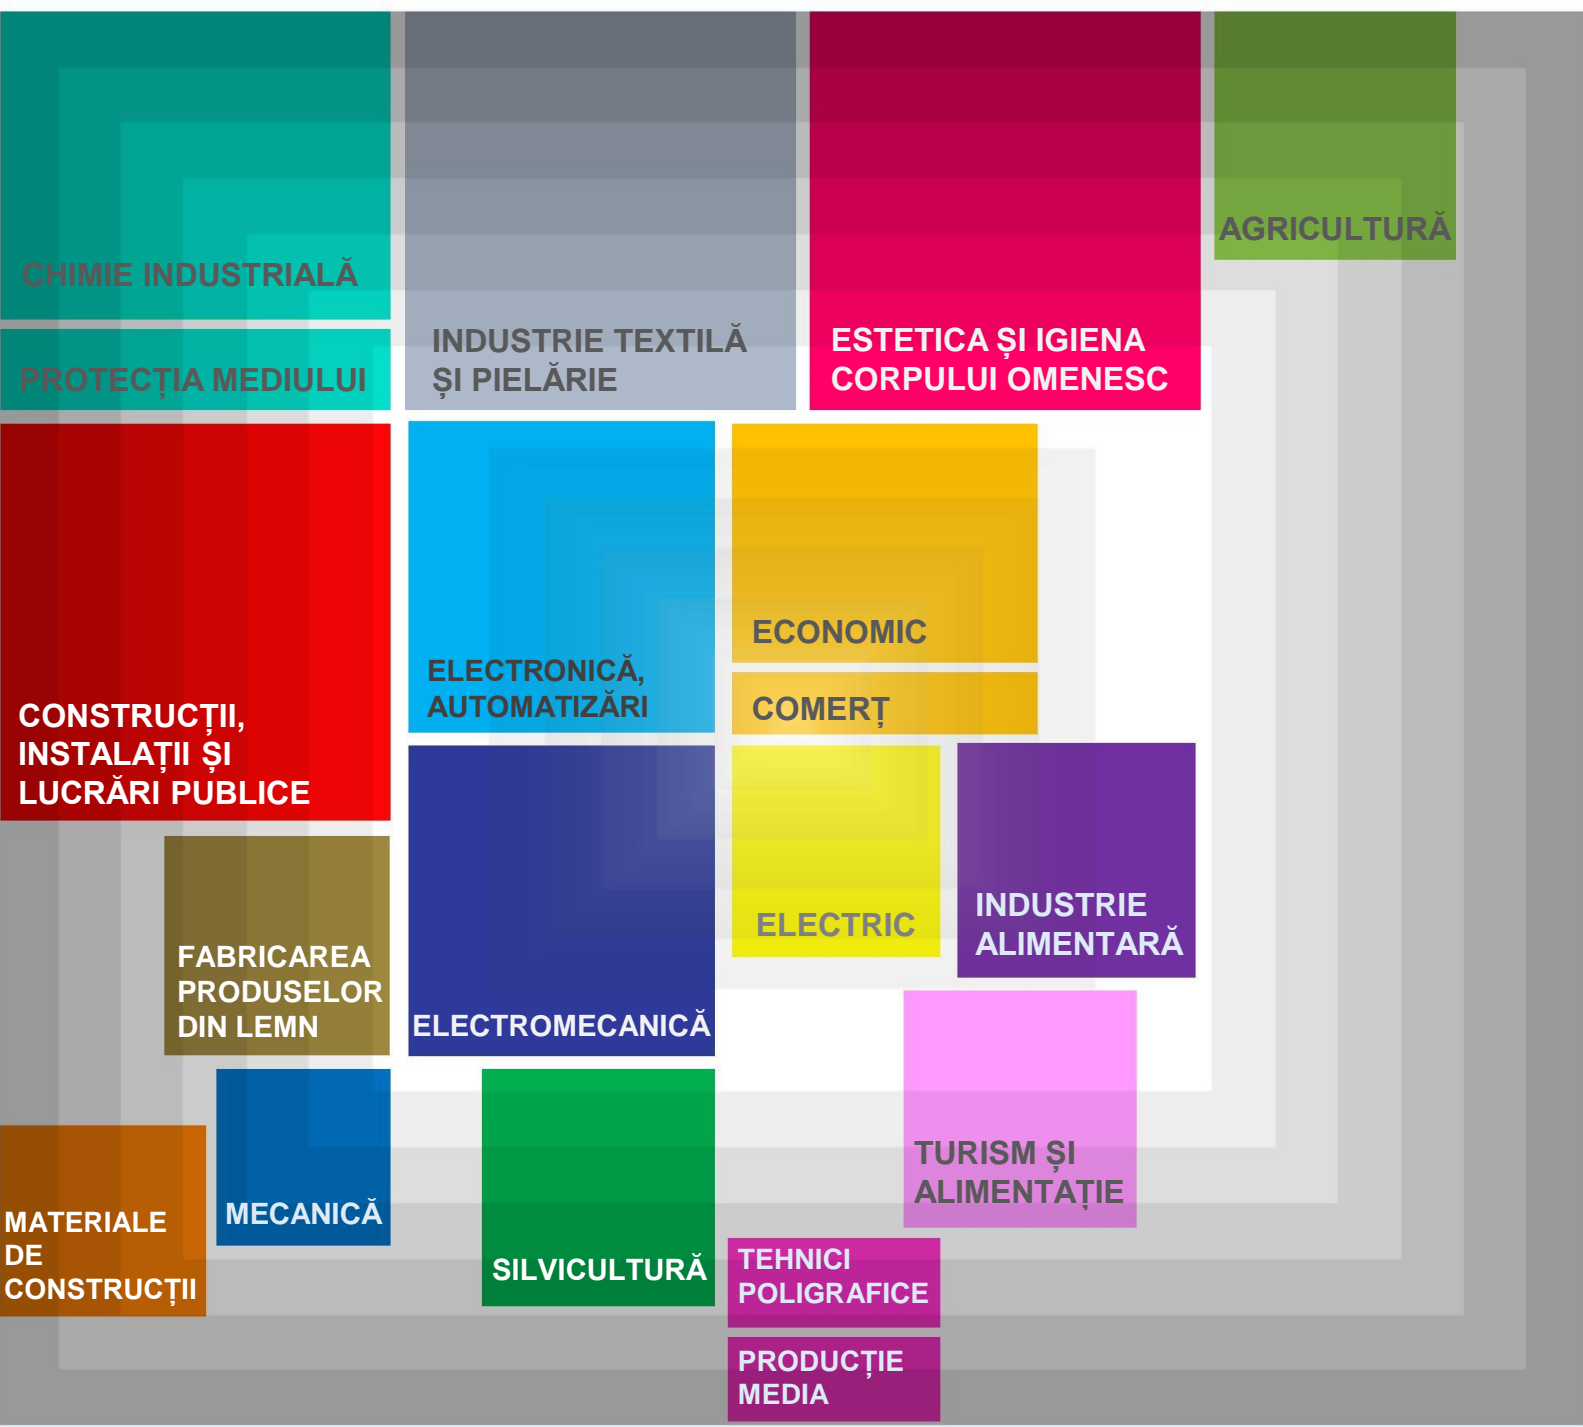 CHIMIE INDUSTRIALĂ
PROTECȚIA MEDIULUI
INDUSTRIE TEXTILĂ
ȘI PIELĂRIE
ESTETICA ȘI IGIENA
CORPULUI OMENESC
AGRICULTURĂ
CONSTRUCȚII,
INSTALAȚII ȘI
LUCRĂRI PUBLICE
ELECTRONICĂ,
AUTOMATIZĂRI
ECONOMIC
COMERȚ
ELECTRIC
INDUSTRIE
ALIMENTARĂ
FABRICAREA
PRODUSELOR
DIN LEMN
ELECTROMECANICĂ
TURISM ȘI
ALIMENTAȚIE
MATERIALE
DE
CONSTRUCȚII
MECANICĂ
SILVICULTURĂ
TEHNICI
POLIGRAFICE
PRODUCȚIE
MEDIA